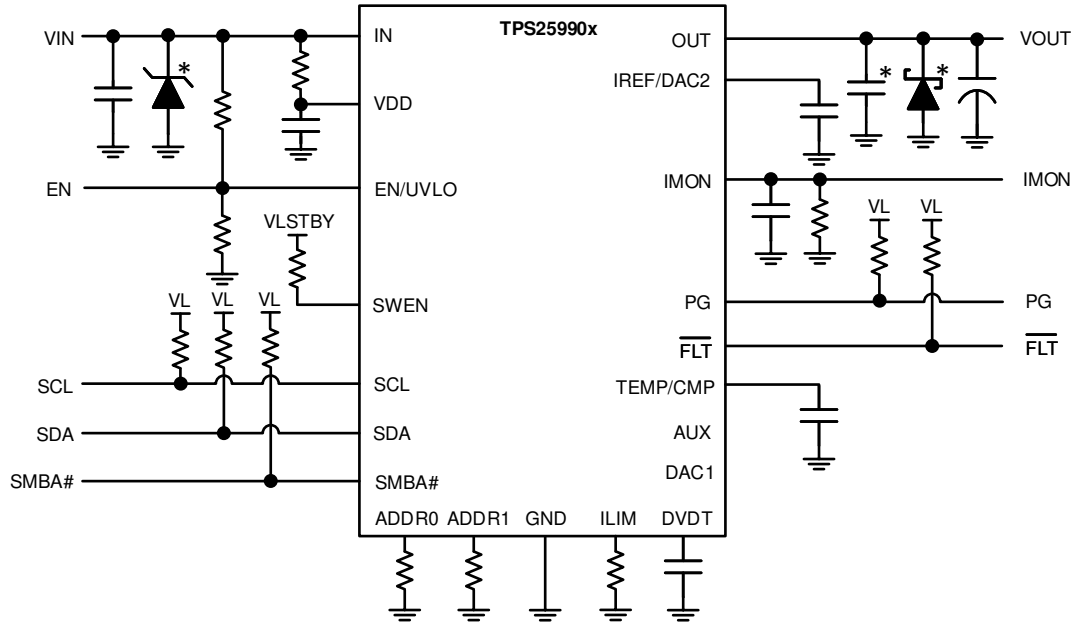 TPS25990x
VIN
IN
OUT
VOUT
*
*
*
IREF/DAC2
VDD
EN
EN/UVLO
IMON
IMON
VLSTBY
VL
VL
SWEN
PG
PG
VL
VL
VL
FLT
FLT
SCL
SCL
TEMP/CMP
SDA
SDA
AUX
SMBA#
SMBA#
DAC1
ADDR0 ADDR1 GND ILIM DVDT